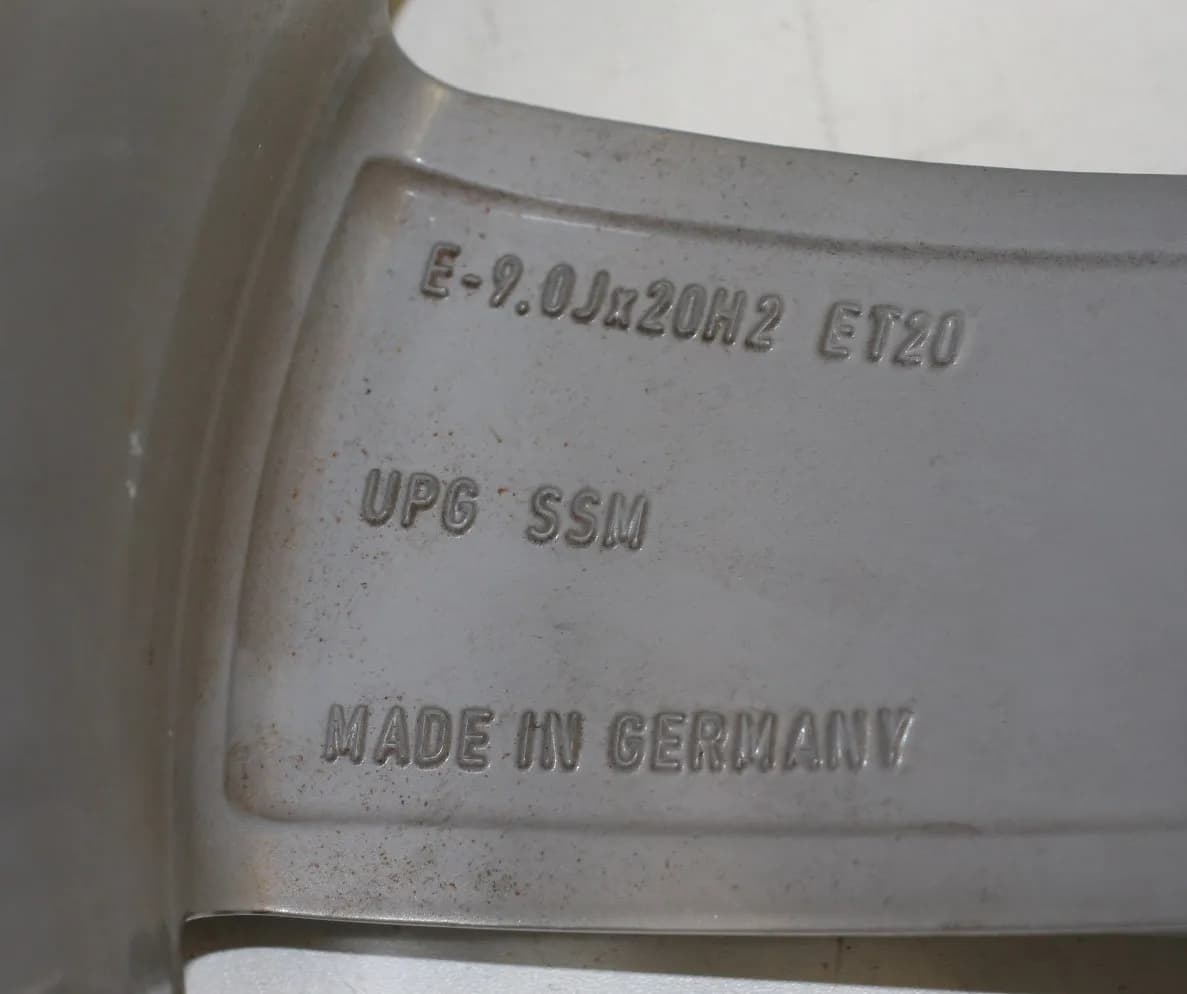 E-9.0Jx20H2 ET20
UPG SSM
MADE IN GERMANY